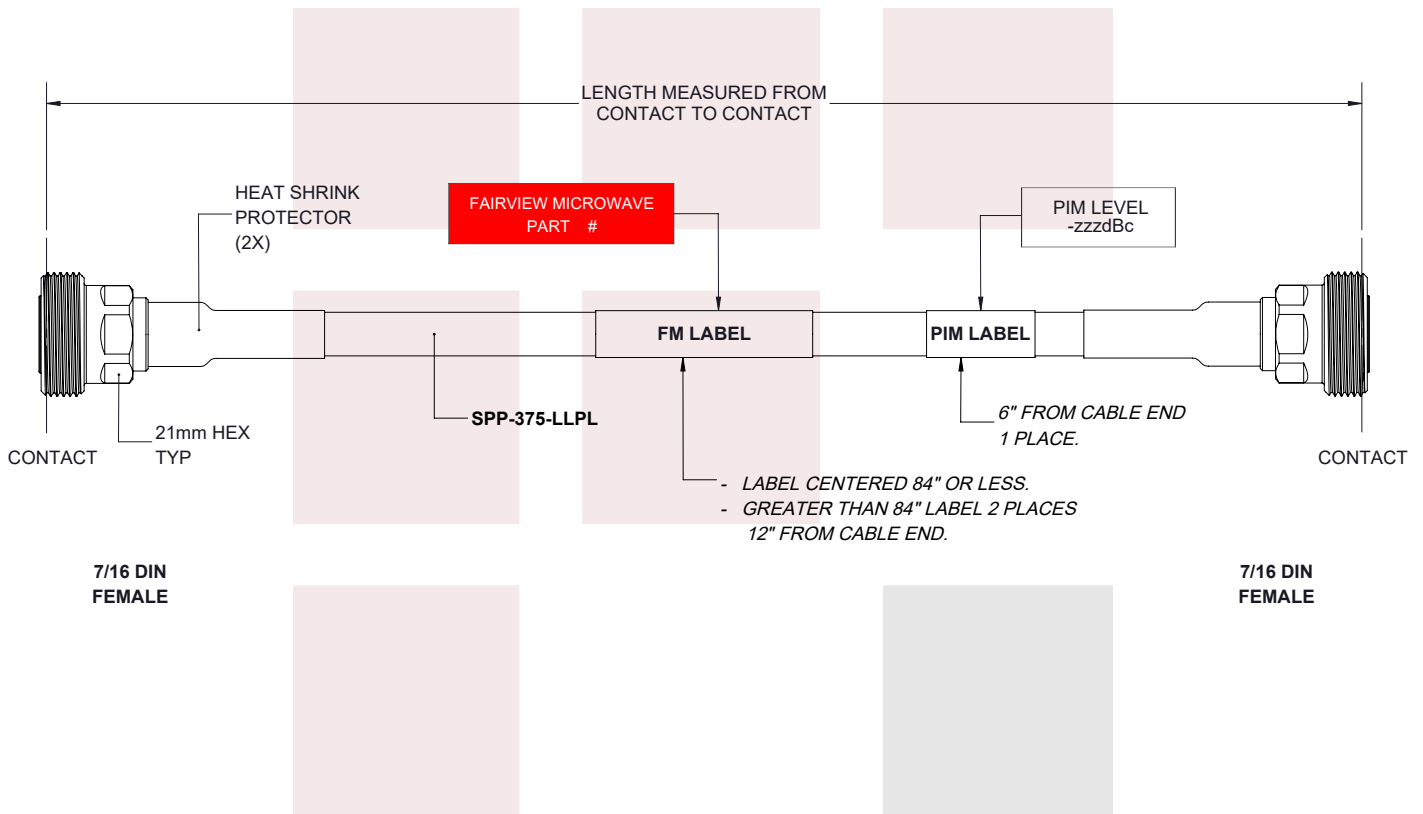 LENGTH MEASURED FROM
CONTACT TO CONTACT
HEAT SHRINK
PROTECTOR
(2X)
FAIRVIEW MICROWAVE
PART #
PIM LEVEL
-zzzdBc
FM LABEL
PIM LABEL
SPP-375-LLPL
6" FROM CABLE END
1 PLACE.
21mm HEX
TYP
CONTACT
CONTACT
- LABEL CENTERED 84" OR LESS.
- GREATER THAN 84" LABEL 2 PLACES
12" FROM CABLE END.
7/16 DIN
FEMALE
7/16 DIN
FEMALE